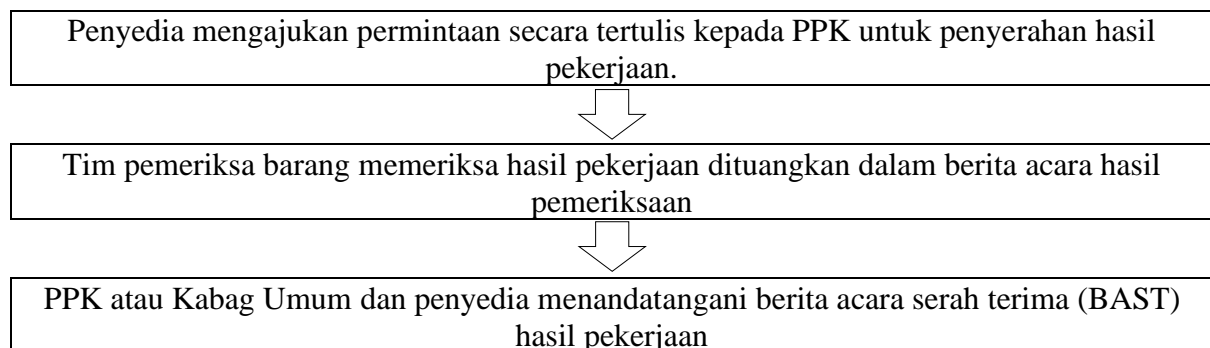 Penyedia mengajukan permintaan secara tertulis kepada PPK untuk penyerahan hasil
pekerjaan.
Tim pemeriksa barang memeriksa hasil pekerjaan dituangkan dalam berita acara hasil
pemeriksaan
PPK atau Kabag Umum dan penyedia menandatangani berita acara serah terima (BAST)
hasil pekerjaan